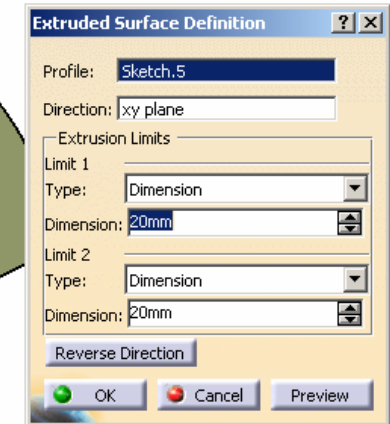 Extruded Surface Definition ? X
Profile: Sketch.5
Direction: xy plane
Extrusion Limits
Limit 1
Type: Dimension
Dimension: 20mm
Limit 2
Type: Dimension
Dimension: 20mm
Reverse Direction
OK Cancel Preview